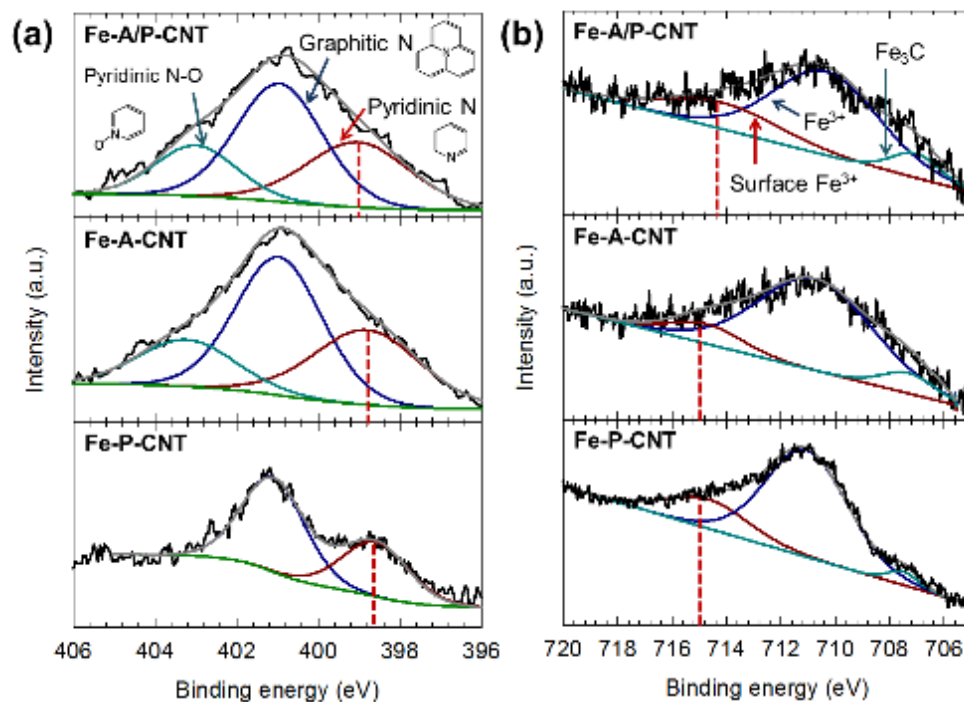 (a)
Fe-A/P-CNT
Graphitic N
Pyridinic N-O
Pyridinic N
N
O
N
N
Fe-A-CNT
Fe-P-CNT
Intensity (a.u.)
406 404 402 400 398 396
Binding energy (eV)
(b)
Fe-A/P-CNT
Fe₃C
Fe³⁺
Surface Fe³⁺
Fe-A-CNT
Fe-P-CNT
Intensity (a.u.)
720 718 716 714 712 710 708 706
Binding energy (eV)